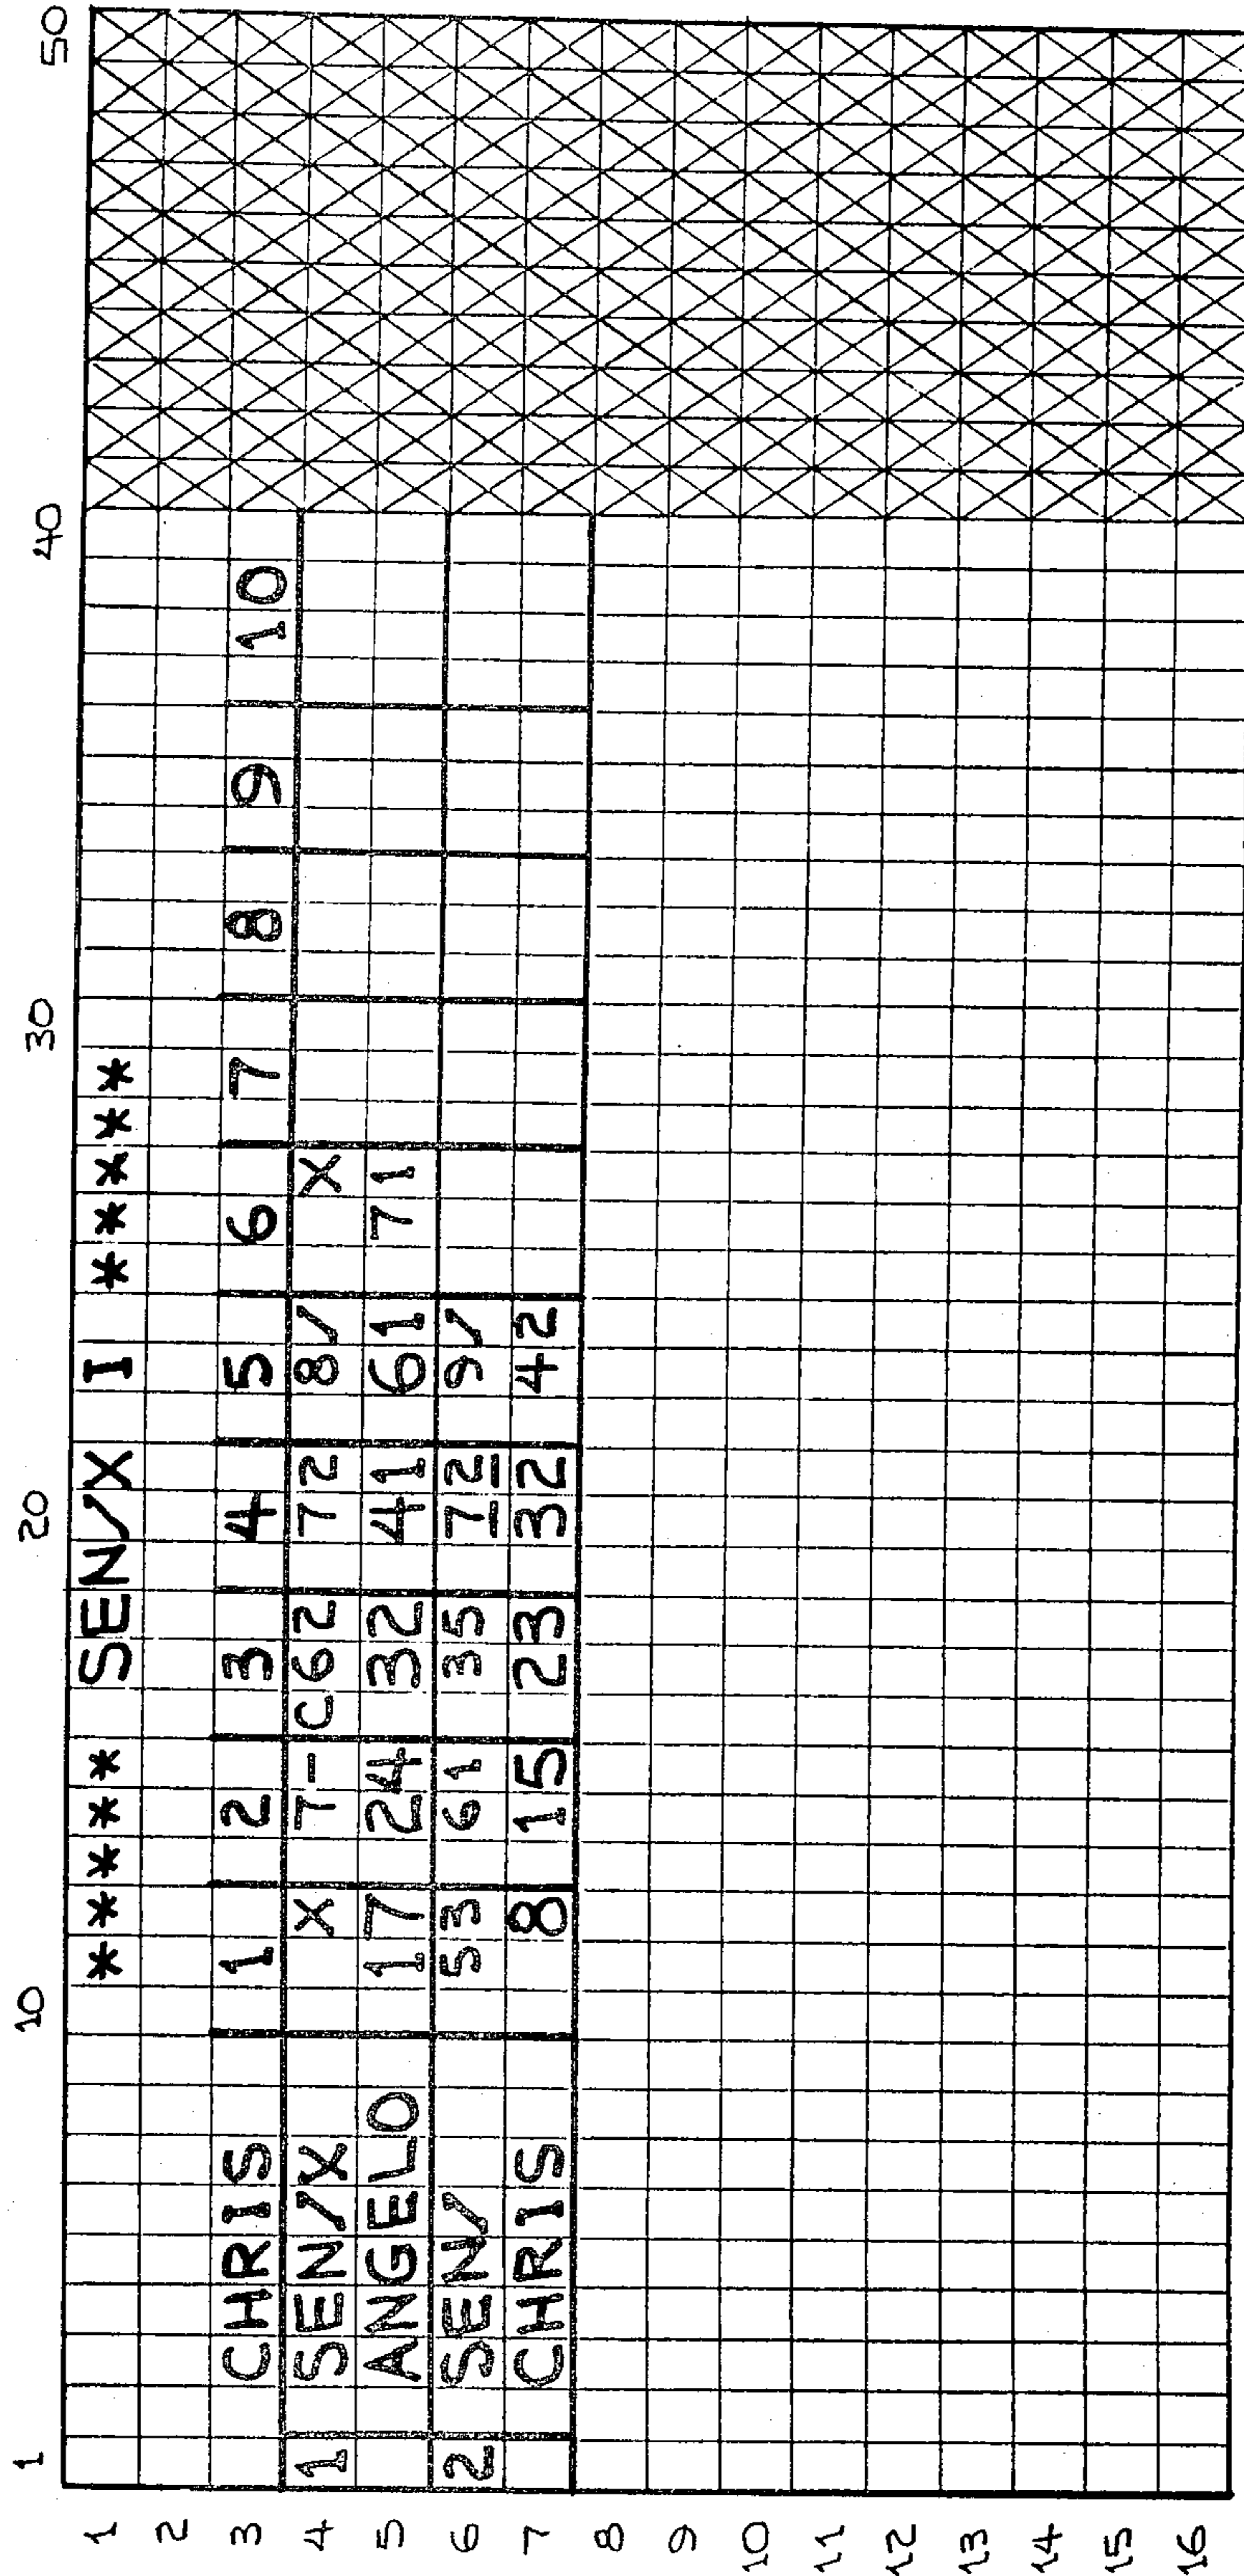 1 10 20 30 40 50
1 ***** SEN/X I *****
2
3 CHRIS 1 2 3 4 5 6 7 8 9 10
4 1 SEN/X X 7- C62 72 8/ X
5 ANGELO 17 24 32 41 61 71
6 2 SEN/ 53 61 35 72 9/
7 CHRIS 8 15 23 32 42
8
9
10
11
12
13
14
15
16